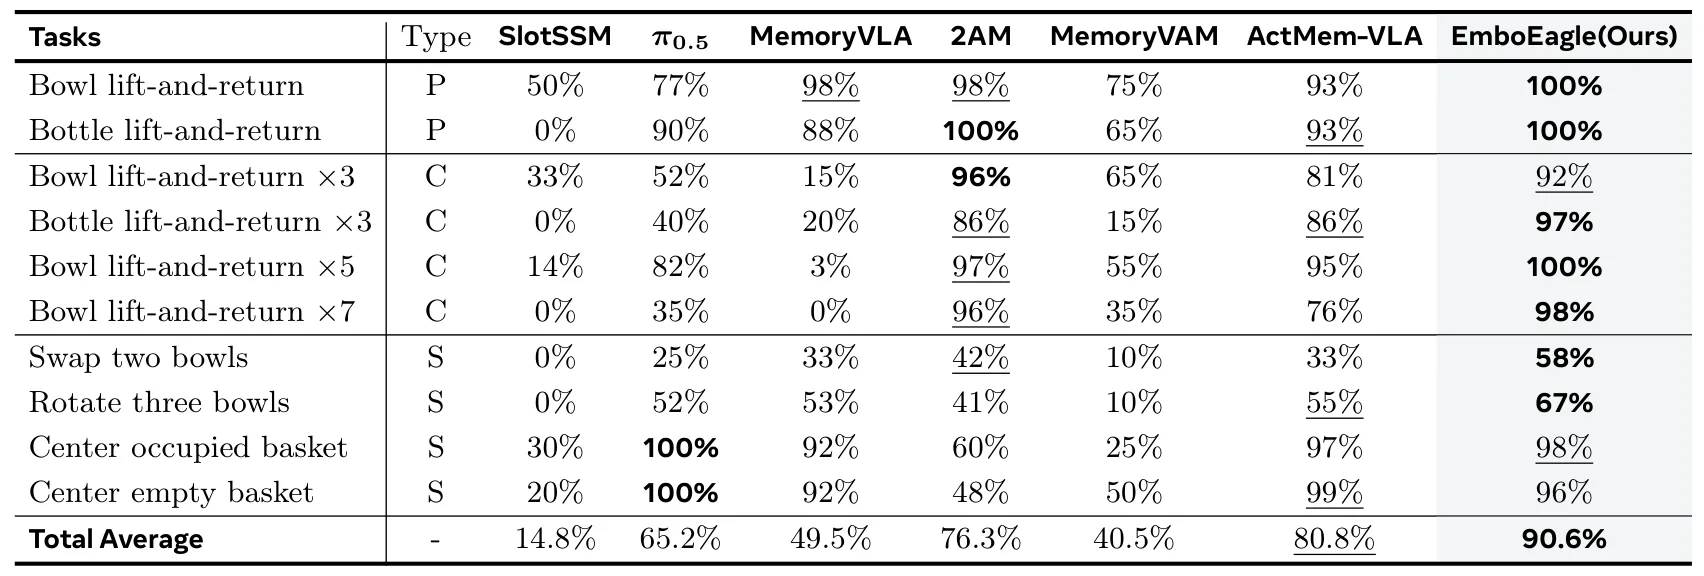 Tasks Type SlotSSM π0.5 MemoryVLA 2AM MemoryVAM ActMem-VLA EmboEagle(Ours)
Bowl lift-and-return P 50% 77% 98% 98% 75% 93% 100%
Bottle lift-and-return P 0% 90% 88% 100% 65% 93% 100%
Bowl lift-and-return ×3 C 33% 52% 15% 96% 65% 81% 92%
Bottle lift-and-return ×3 C 0% 40% 20% 86% 15% 86% 97%
Bowl lift-and-return ×5 C 14% 82% 3% 97% 55% 95% 100%
Bowl lift-and-return ×7 C 0% 35% 0% 96% 35% 76% 98%
Swap two bowls S 0% 25% 33% 42% 10% 33% 58%
Rotate three bowls S 0% 52% 53% 41% 10% 55% 67%
Center occupied basket S 30% 100% 92% 60% 25% 97% 98%
Center empty basket S 20% 100% 92% 48% 50% 99% 96%
Total Average - 14.8% 65.2% 49.5% 76.3% 40.5% 80.8% 90.6%